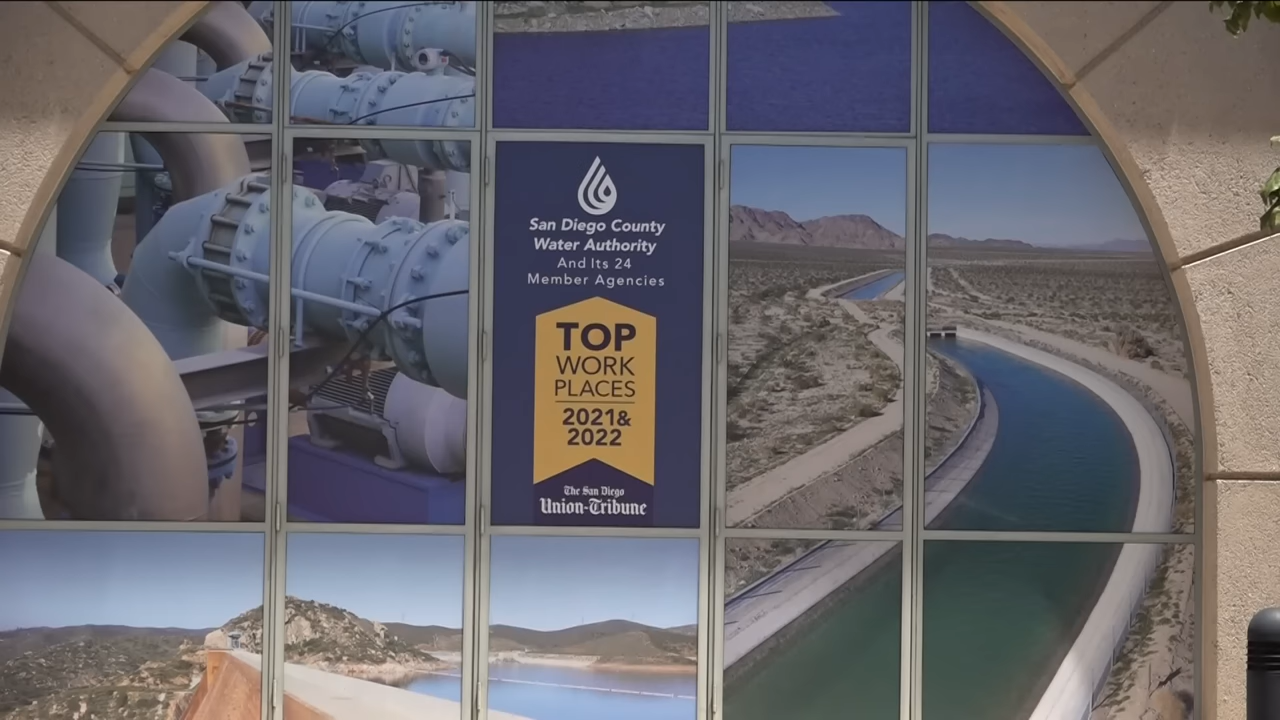 San Diego County
Water Authority
And Its 24
Member Agencies
TOP
WORK
PLACES
2021&
2022
The San Diego
Union-Tribune